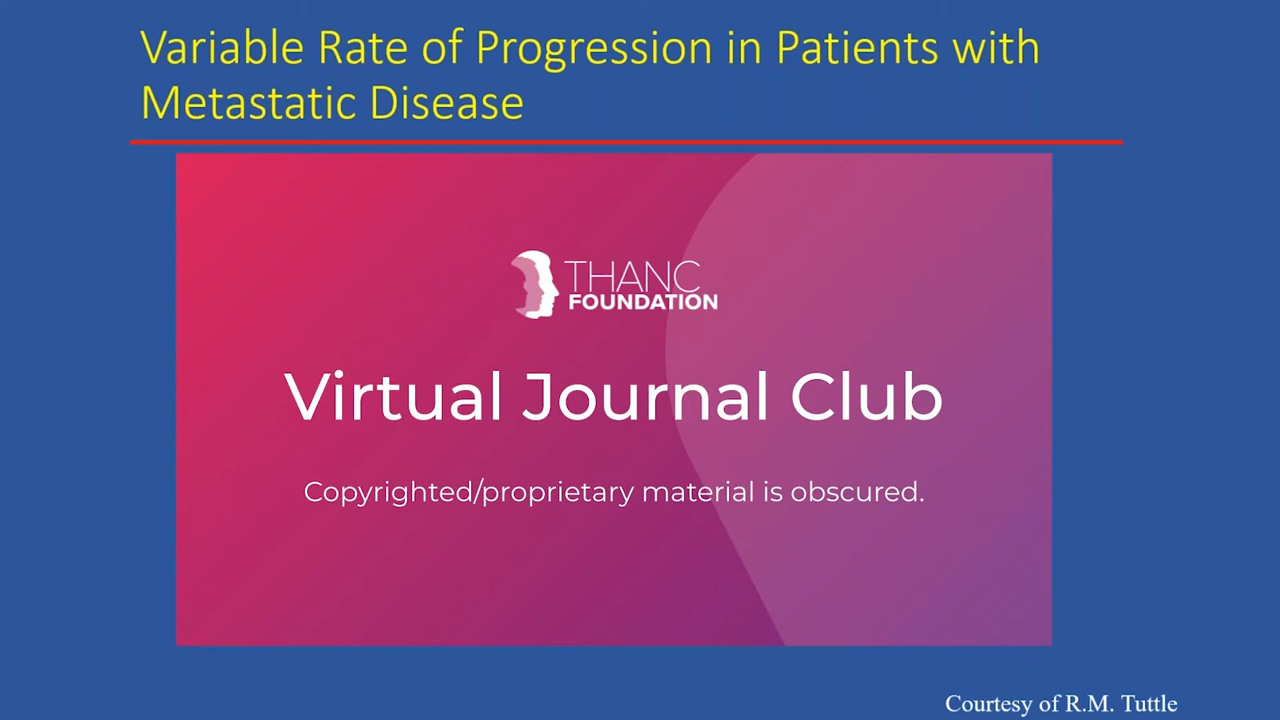 Variable Rate of Progression in Patients with
Metastatic Disease
THANC
FOUNDATION
Virtual Journal Club
Copyrighted/proprietary material is obscured.
Courtesy of R.M. Tuttle